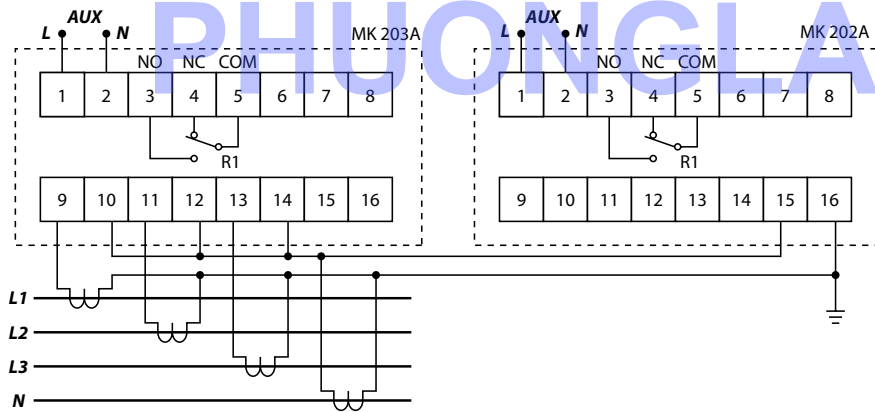 PHUONGLA
AUX AUX
L N MK 203A L N MK 202A
NO NC COM NO NC COM
1 2 3 4 5 6 7 8 1 2 3 4 5 6 7 8
R1 R1
9 10 11 12 13 14 15 16 9 10 11 12 13 14 15 16
L1
L2
L3
N